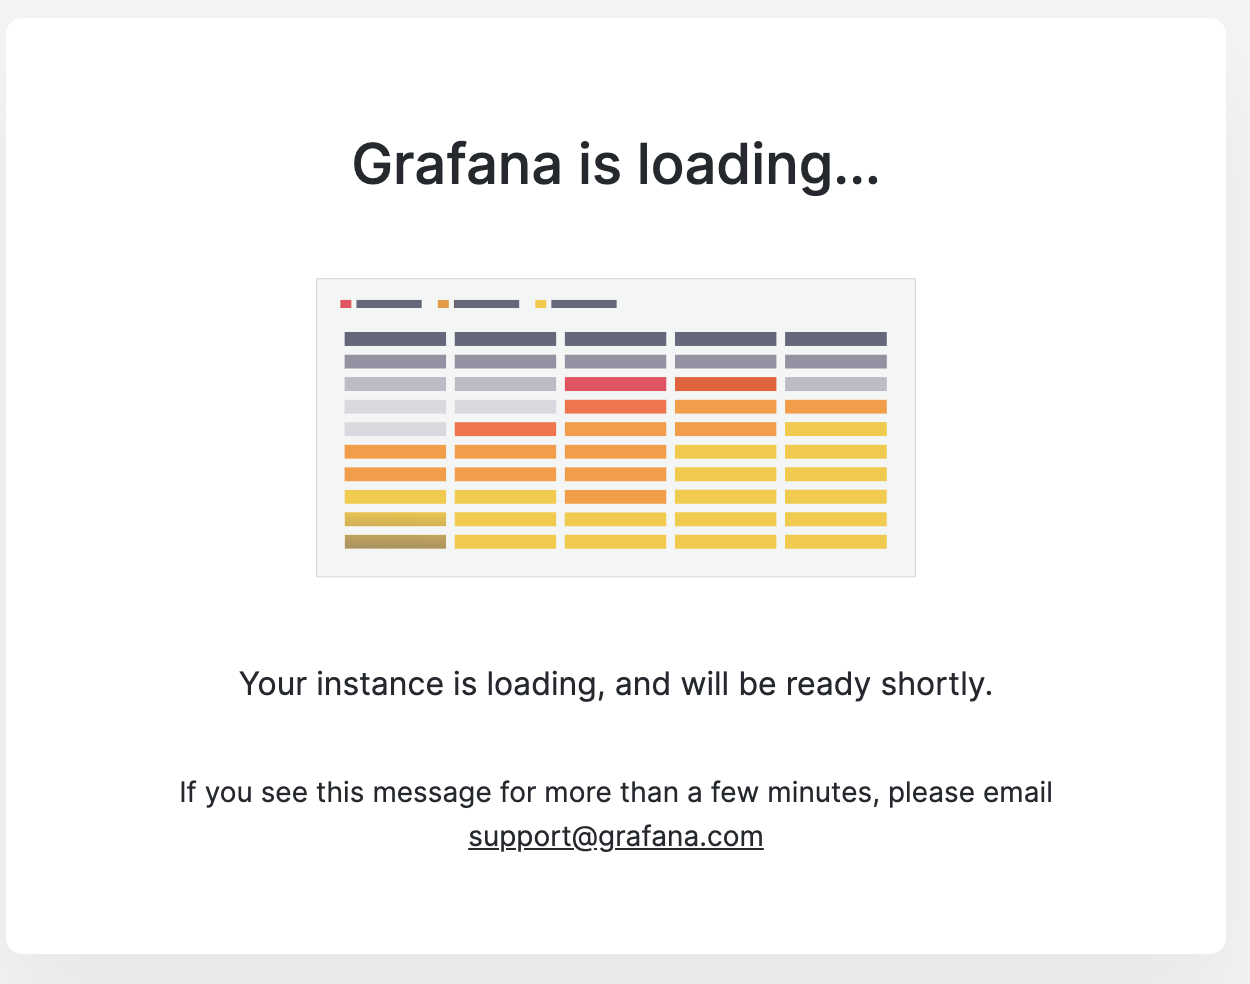 Grafana is loading...
Your instance is loading, and will be ready shortly.
If you see this message for more than a few minutes, please email
support@grafana.com